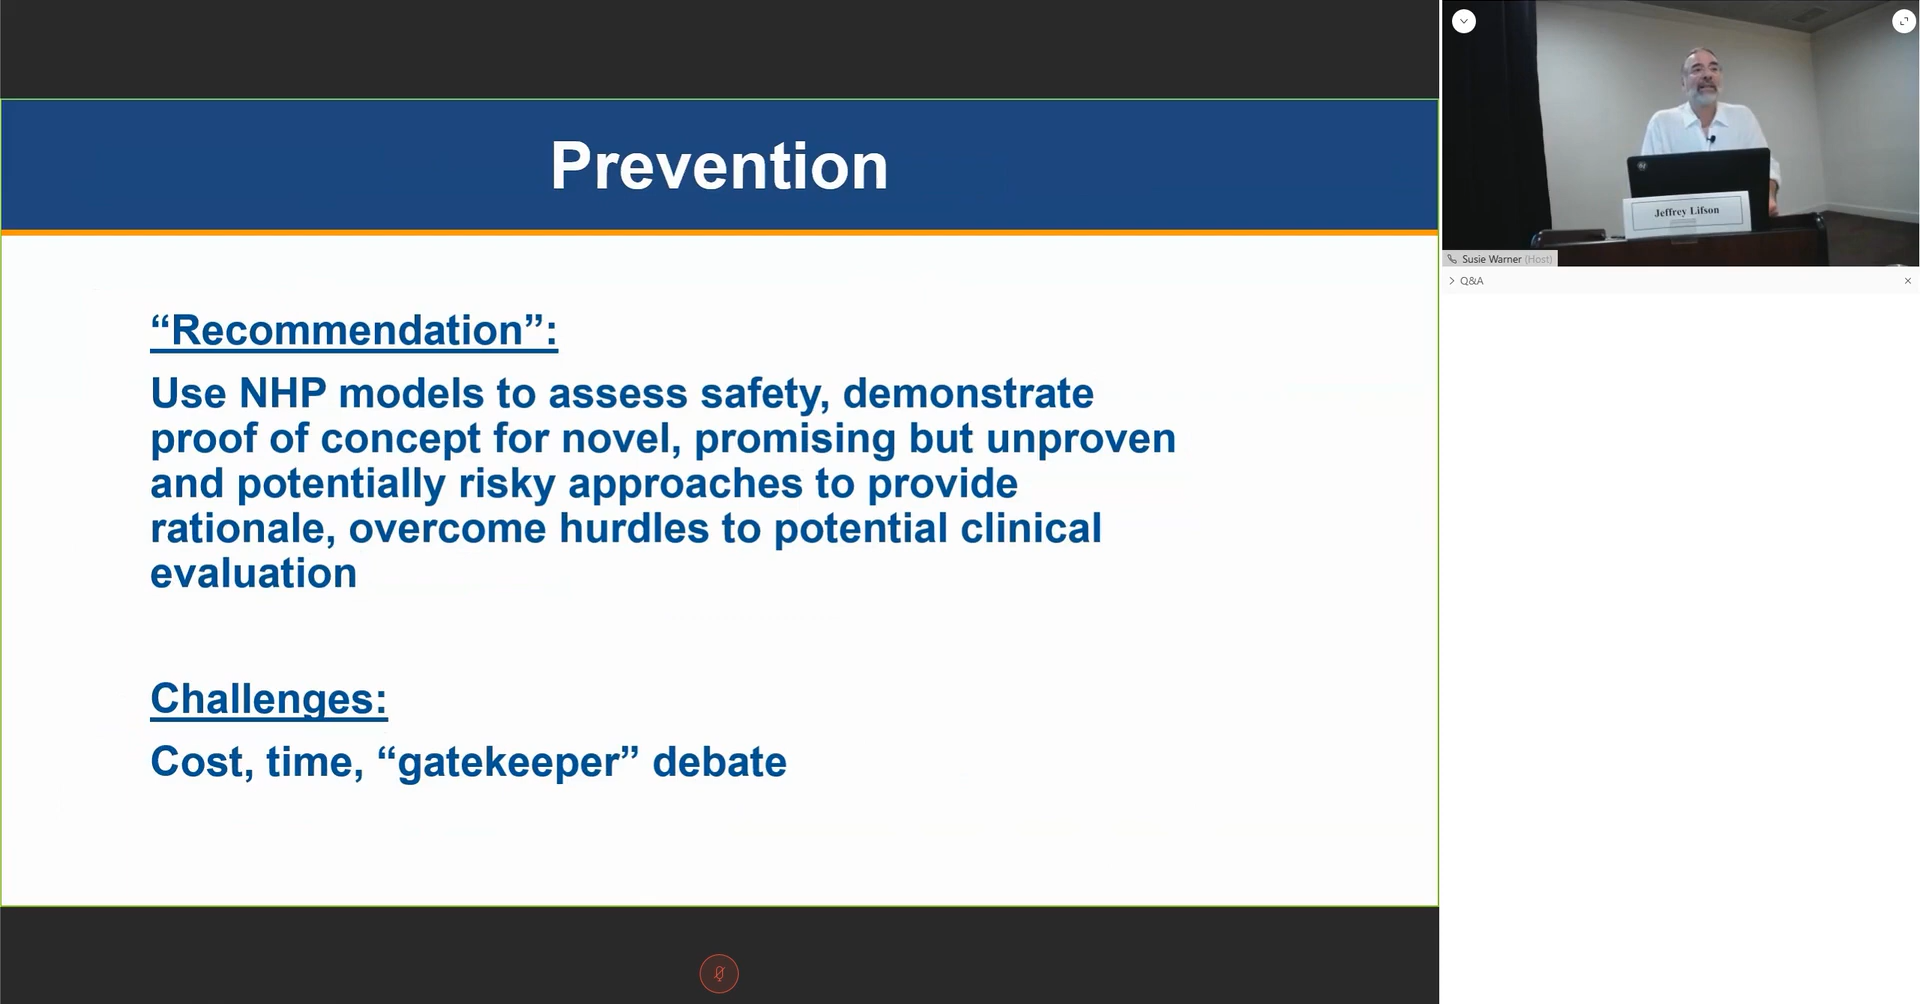 Prevention
“Recommendation”:
Use NHP models to assess safety, demonstrate
proof of concept for novel, promising but unproven
and potentially risky approaches to provide
rationale, overcome hurdles to potential clinical
evaluation
Challenges:
Cost, time, “gatekeeper” debate
Jeffrey Lifson
Susie Warner (Host)
Q&A